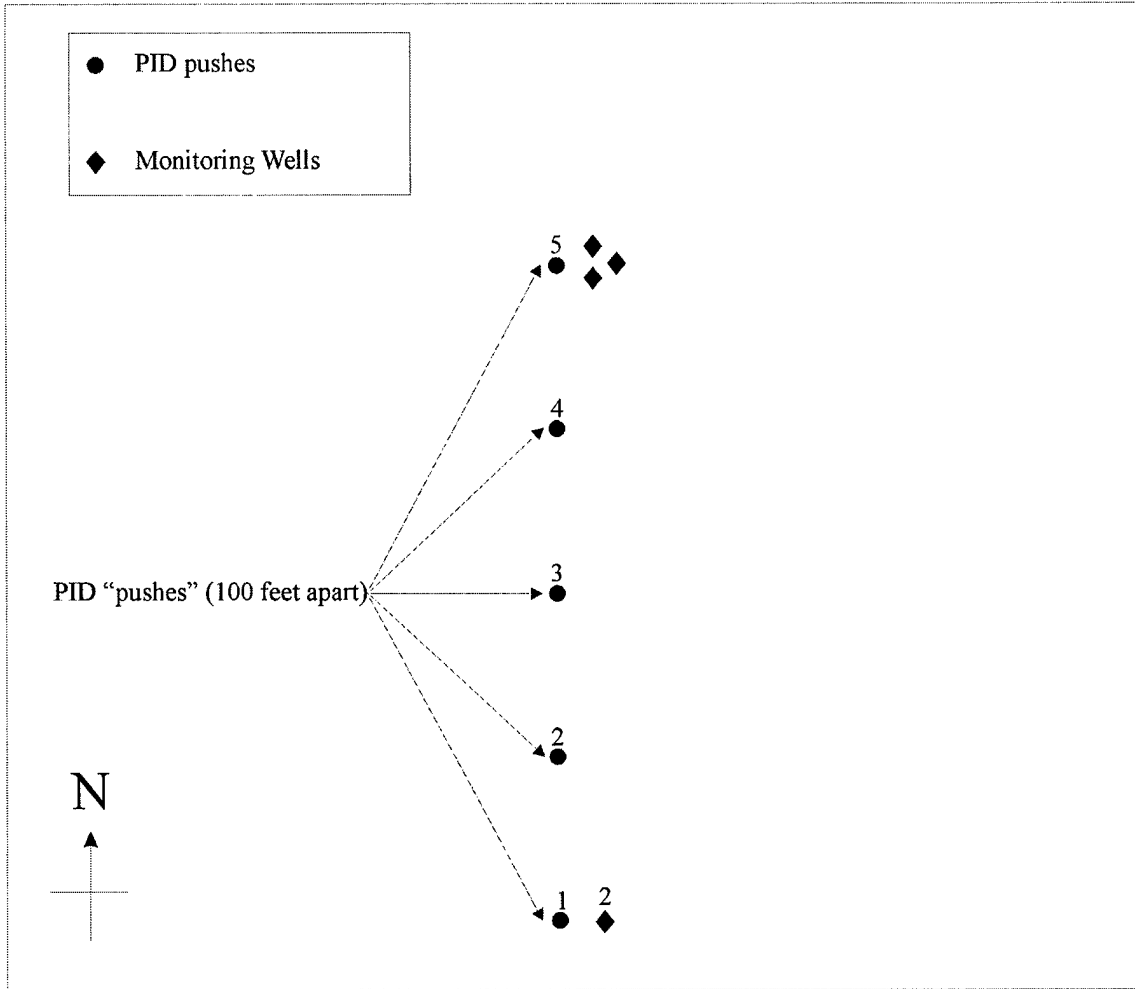 PID pushes
Monitoring Wells
5
4
PID “pushes” (100 feet apart)
3
2
N
1 2